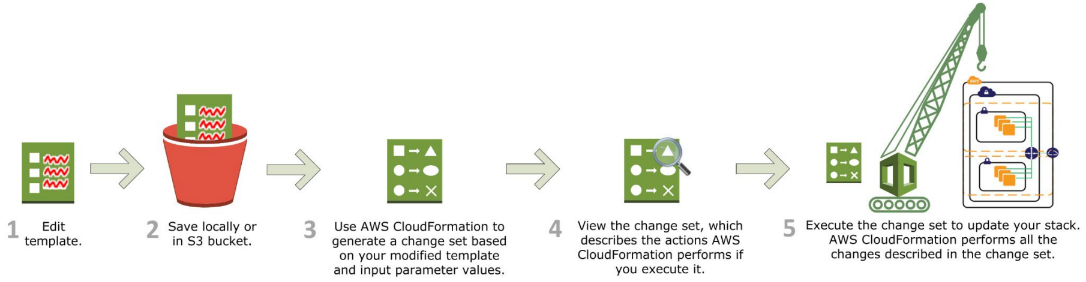 1 Edit
template.
2 Save locally or
in S3 bucket.
3 Use AWS CloudFormation to
generate a change set based
on your modified template
and input parameter values.
4 View the change set, which
describes the actions AWS
CloudFormation performs if
you execute it.
5 Execute the change set to update your stack.
AWS CloudFormation performs all the
changes described in the change set.